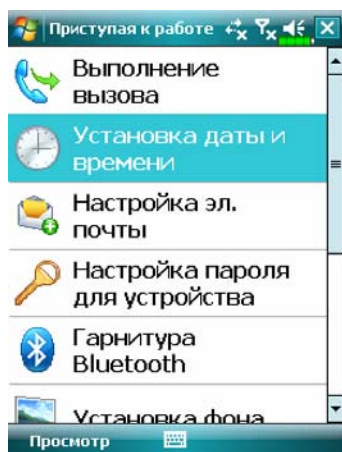 Приступая к работе
Выполнение
вызова
Установка даты и
времени
Настройка эл.
почты
Настройка пароля
для устройства
Гарнитура
Bluetooth
Установка фона
Просмотр